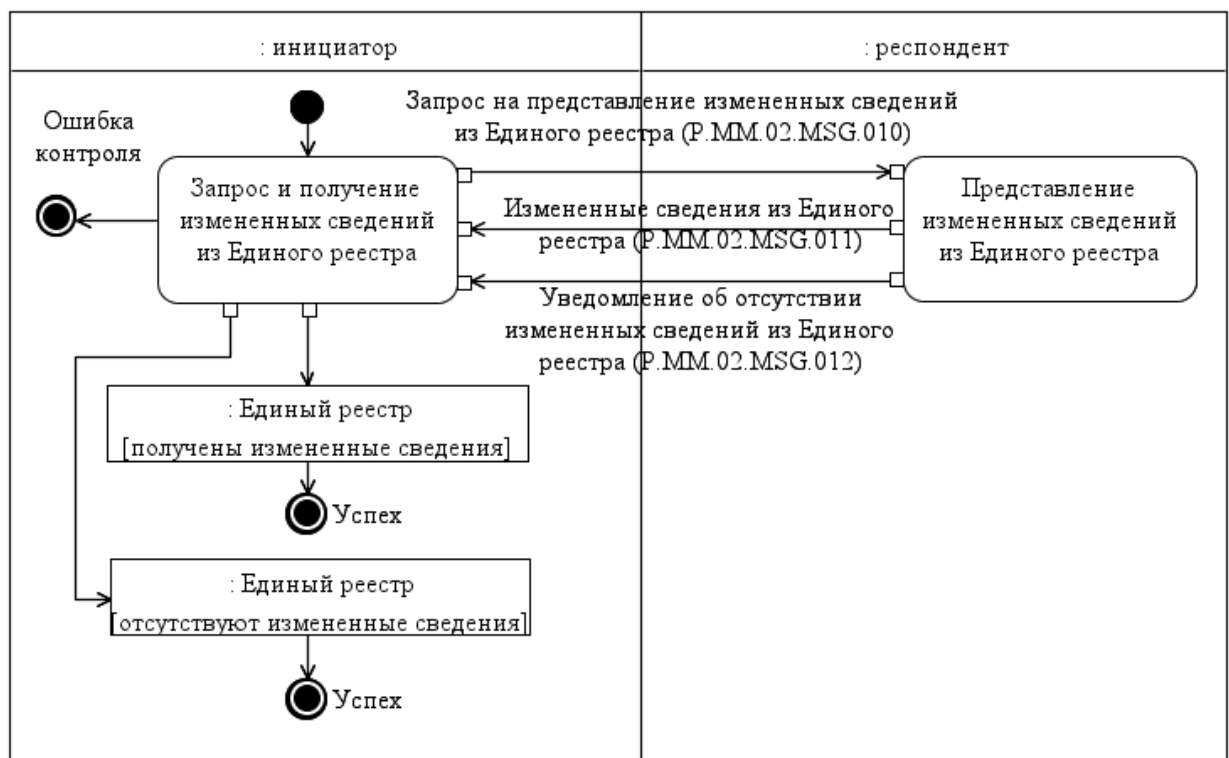 : инициатор
: респондент
Ошибка
контроля
Запрос на представление измененных сведений
из Единого реестра (P.MM.02.MSG.010)
Запрос и получение
измененных сведений
из Единого реестра
Измененные сведения из Единого
реестра (P.MM.02.MSG.011)
Представление
измененных сведений
из Единого реестра
Уведомление об отсутствии
измененных сведений из Единого
реестра (P.MM.02.MSG.012)
: Единый реестр
[получены измененные сведения]
Успех
: Единый реестр
[отсутствуют измененные сведения]
Успех